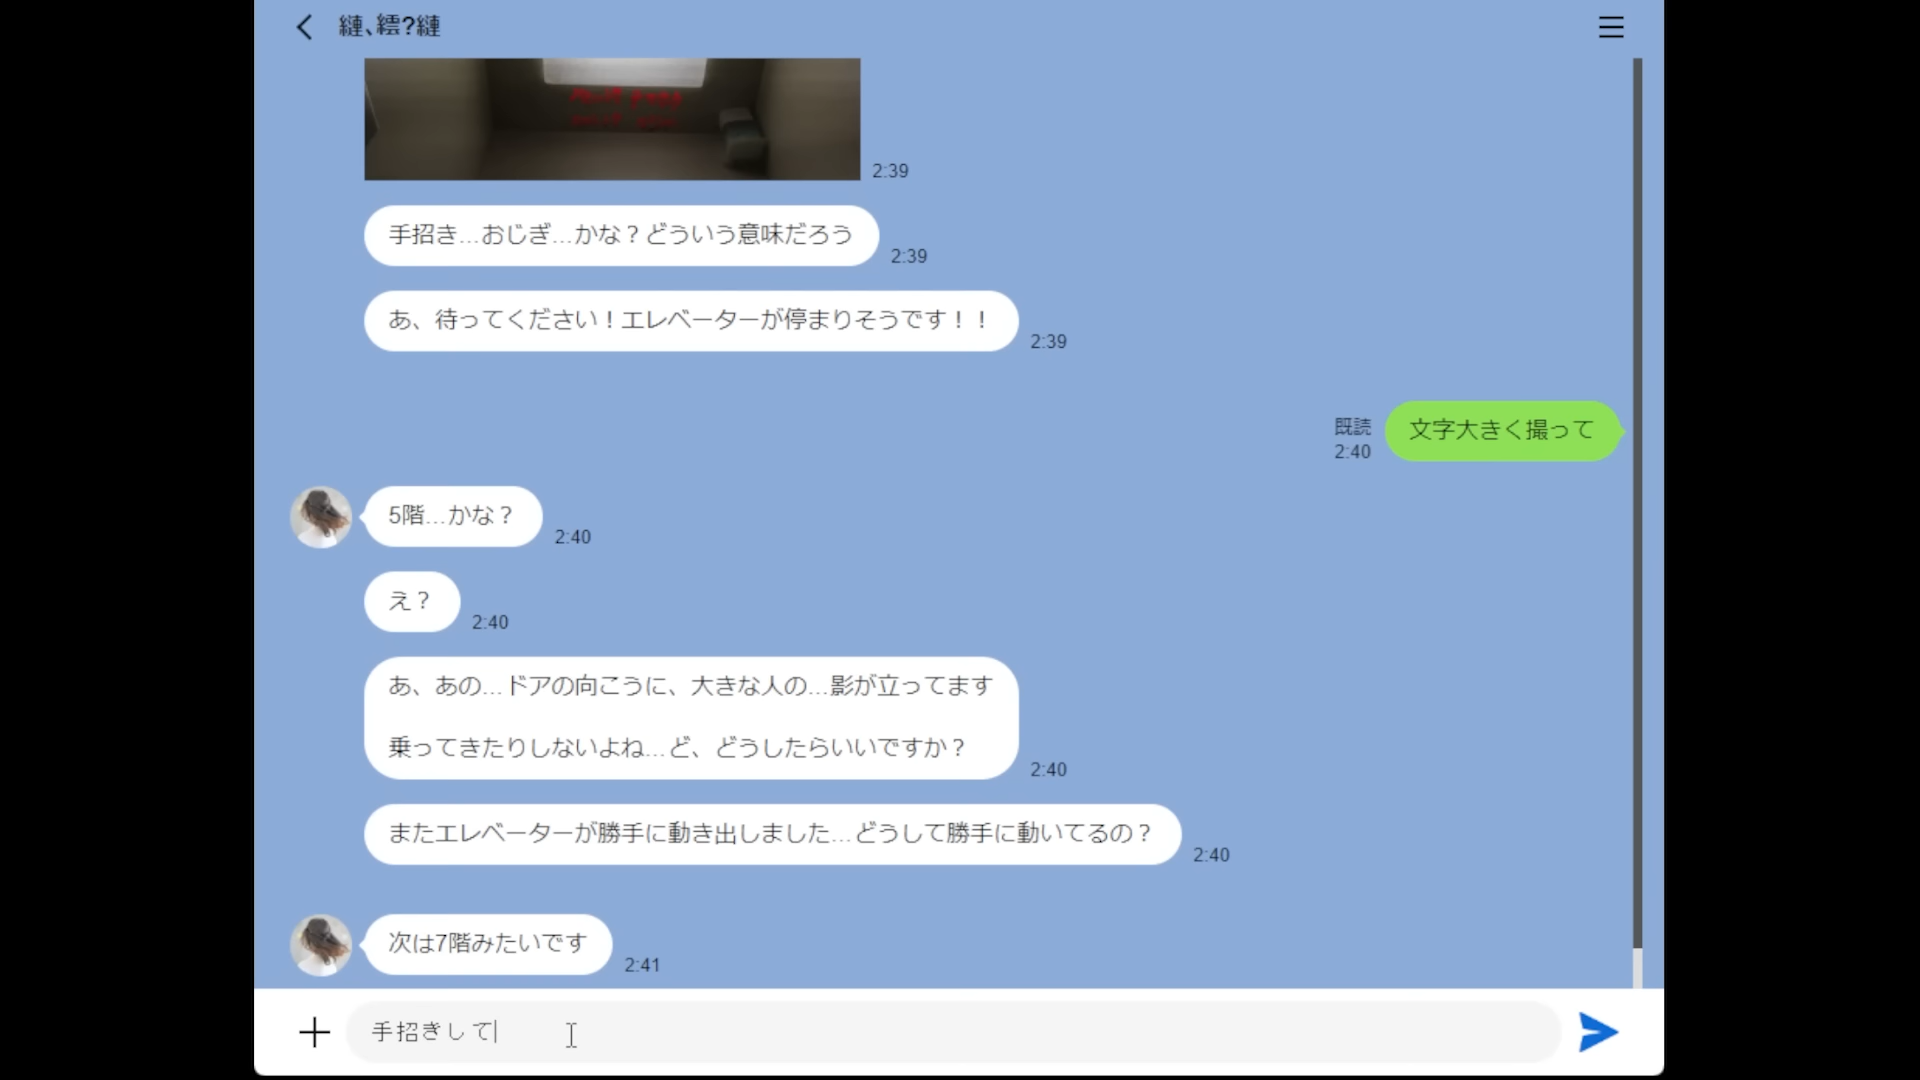 縺、繧?縺
2:39
手招き…おじぎ…かな？どういう意味だろう
2:39
あ、待ってください！エレベーターが停まりそうです！！
2:39
文字大きく撮って
既読
2:40
5階…かな？
2:40
え？
2:40
あ、あの…ドアの向こうに、大きな人の…影が立ってます
乗ってきたりしないよね…ど、どうしたらいいですか？
2:40
またエレベーターが勝手に動き出しました…どうして勝手に動いてるの？
2:40
次は7階みたいです
2:41
手招きして